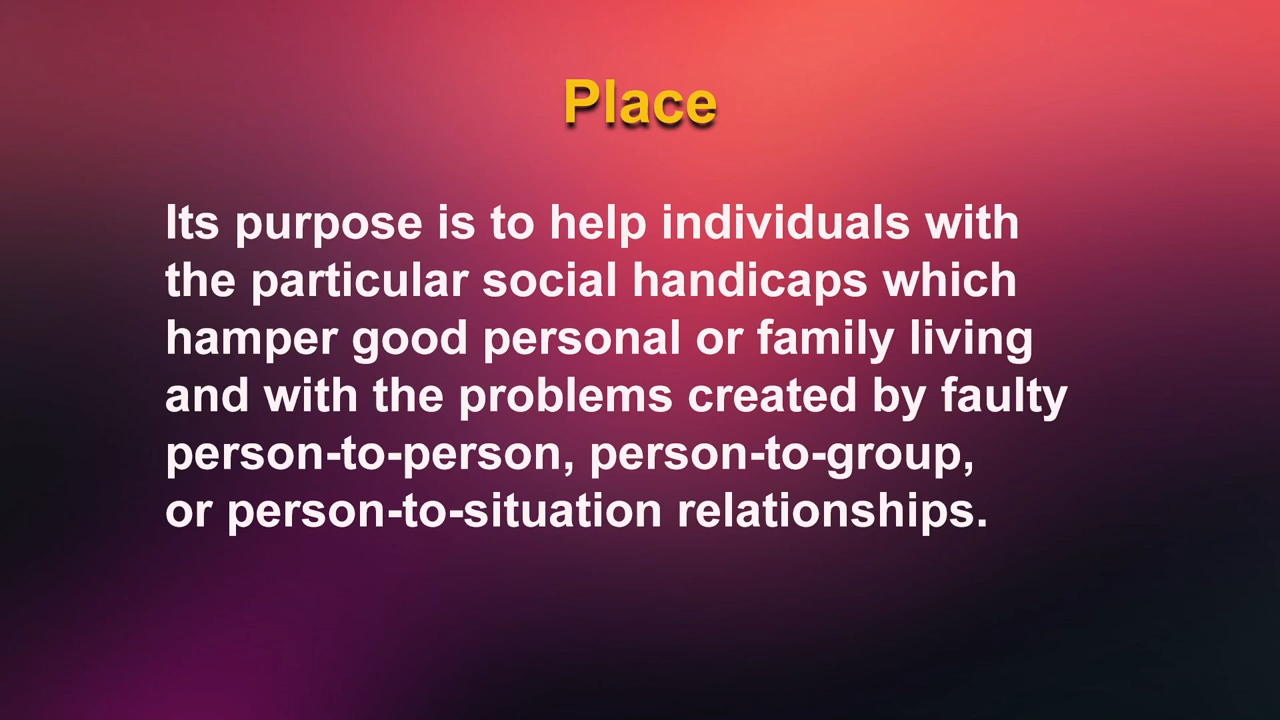 Place
Its purpose is to help individuals with
the particular social handicaps which
hamper good personal or family living
and with the problems created by faulty
person-to-person, person-to-group,
or person-to-situation relationships.